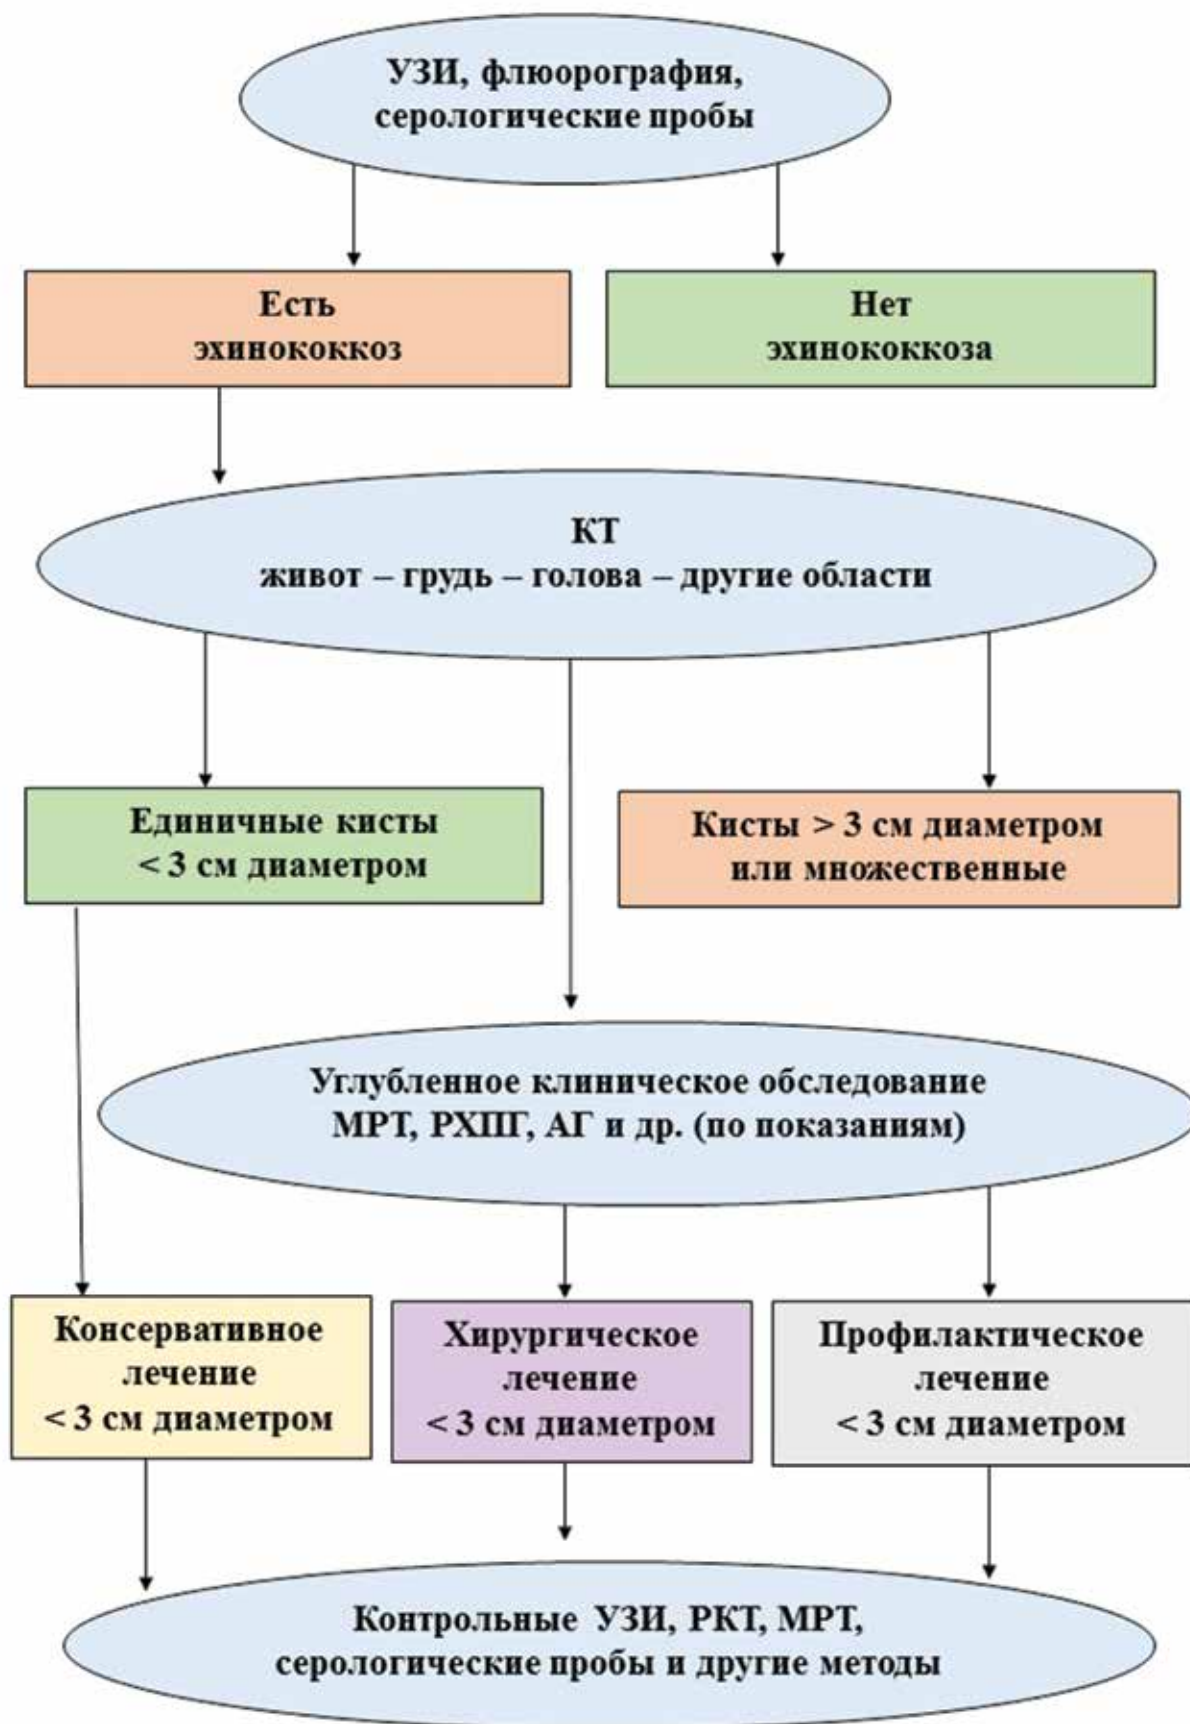 УЗИ, флюорография,
серологические пробы
Есть
эхинококкоз
Нет
эхинококкоза
КТ
живот – грудь – голова – другие области
Единичные кисты
< 3 см диаметром
Кисты > 3 см диаметром
или множественные
Углубленное клиническое обследование
МРТ, РХПГ, АГ и др. (по показаниям)
Консервативное
лечение
< 3 см диаметром
Хирургическое
лечение
< 3 см диаметром
Профилактическое
лечение
< 3 см диаметром
Контрольные УЗИ, РКТ, МРТ,
серологические пробы и другие методы